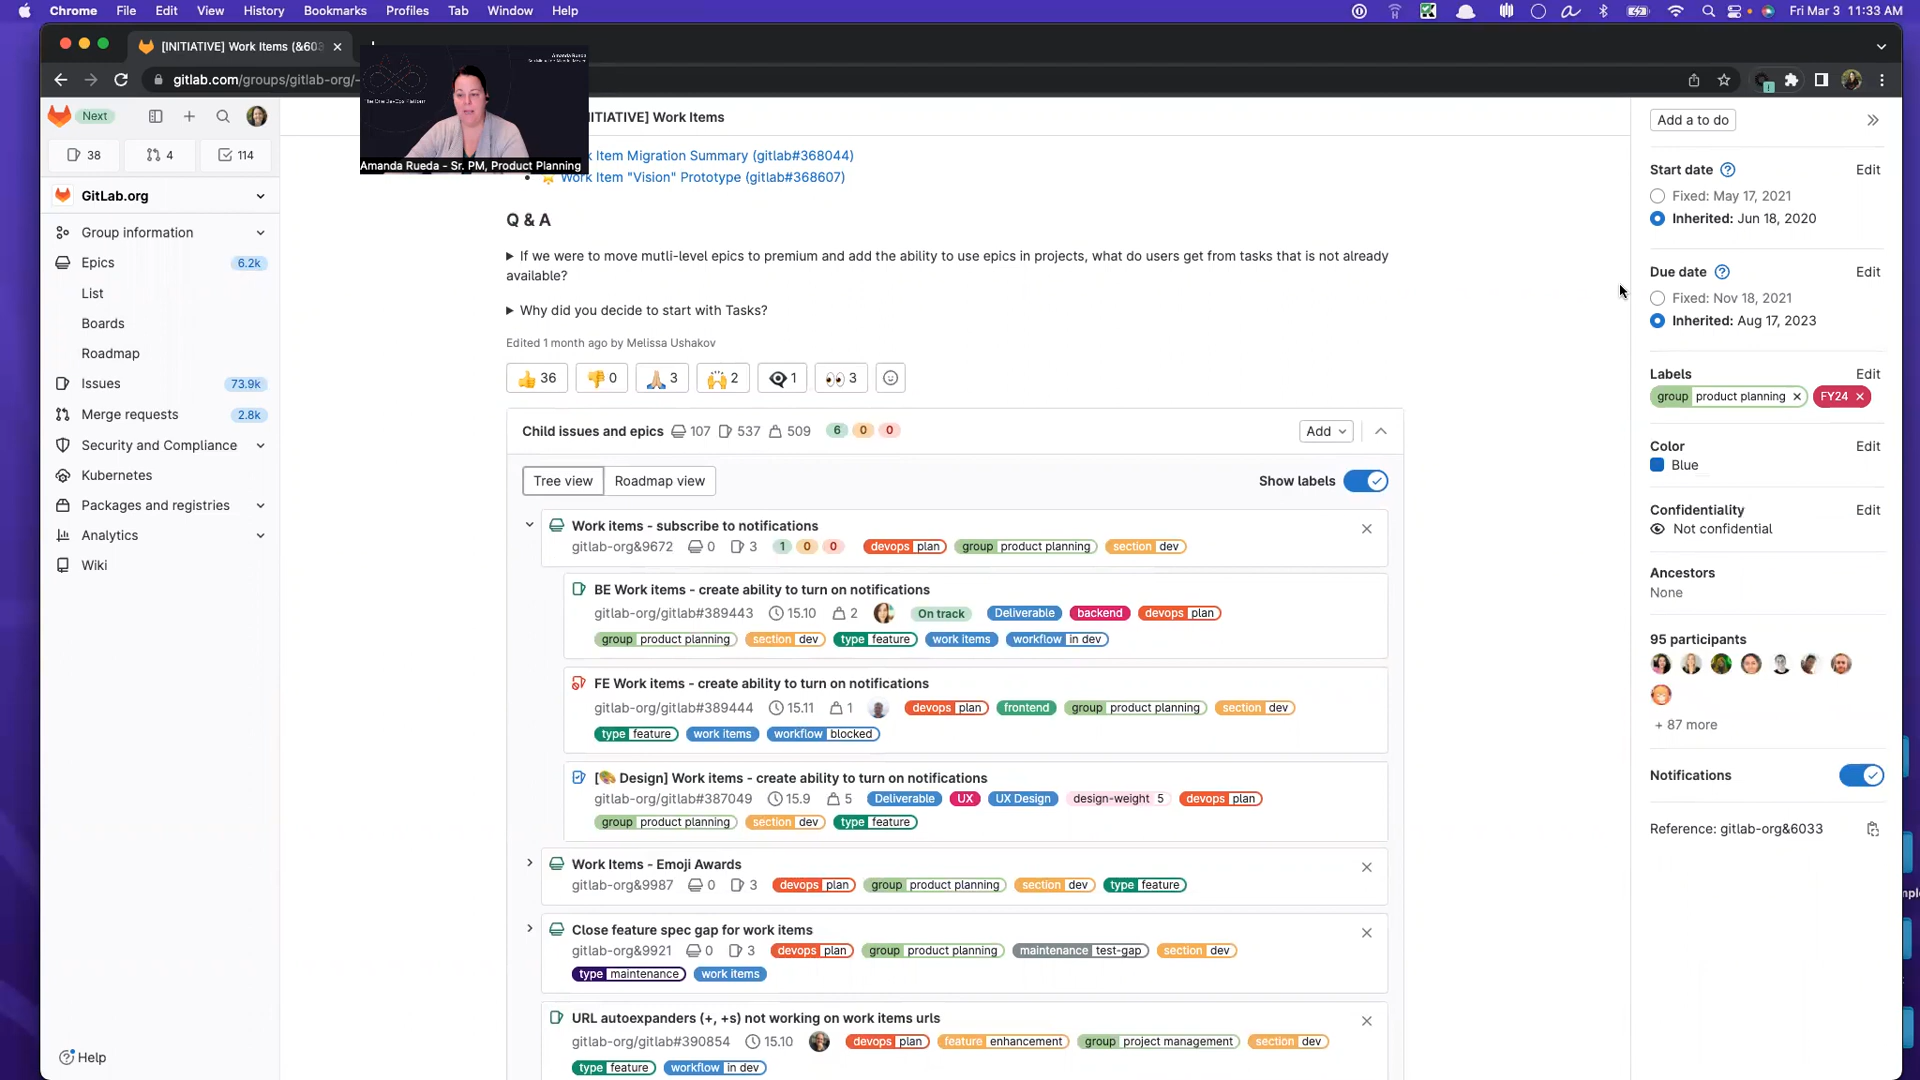 Chrome File Edit View History Bookmarks Profiles Tab Window Help Fri Mar 3 11:33 AM
[INITIATIVE] Work Items (&603
gitlab.com/groups/gitlab-org/-
Amanda Rueda
The One DevOps Platform
Amanda Rueda - Sr. PM, Product Planning
Next
38 4 114
GitLab.org
Group information
Epics 6.2k
List
Boards
Roadmap
Issues 73.9k
Merge requests 2.8k
Security and Compliance
Kubernetes
Packages and registries
Analytics
Wiki
Help
ITIATIVE] Work Items
k Item Migration Summary (gitlab#368044)
Work Item "Vision" Prototype (gitlab#368607)
Q & A
If we were to move mutli-level epics to premium and add the ability to use epics in projects, what do users get from tasks that is not already
available?
Why did you decide to start with Tasks?
Edited 1 month ago by Melissa Ushakov
36 0 3 2 1 3
Child issues and epics 107 537 509 6 0 0 Add
Tree view Roadmap view Show labels
Work items - subscribe to notifications
gitlab-org&9672 0 3 1 0 0 devops plan group product planning section dev
BE Work items - create ability to turn on notifications
gitlab-org/gitlab#389443 15.10 2 On track Deliverable backend devops plan
group product planning section dev type feature work items workflow in dev
FE Work items - create ability to turn on notifications
gitlab-org/gitlab#389444 15.11 1 devops plan frontend group product planning section dev
type feature work items workflow blocked
[🎨 Design] Work items - create ability to turn on notifications
gitlab-org/gitlab#387049 15.9 5 Deliverable UX UX Design design-weight 5 devops plan
group product planning section dev type feature
Work Items - Emoji Awards
gitlab-org&9987 0 3 devops plan group product planning section dev type feature
Close feature spec gap for work items
gitlab-org&9921 0 3 devops plan group product planning maintenance test-gap section dev
type maintenance work items
URL autoexpanders (+, +s) not working on work items urls
gitlab-org/gitlab#390854 15.10 devops plan feature enhancement group project management section dev
type feature workflow in dev
Add a to do
Start date Edit
Fixed: May 17, 2021
Inherited: Jun 18, 2020
Due date Edit
Fixed: Nov 18, 2021
Inherited: Aug 17, 2023
Labels Edit
group product planning × FY24 ×
Color Edit
Blue
Confidentiality Edit
Not confidential
Ancestors
None
95 participants
+ 87 more
Notifications
Reference: gitlab-org&6033